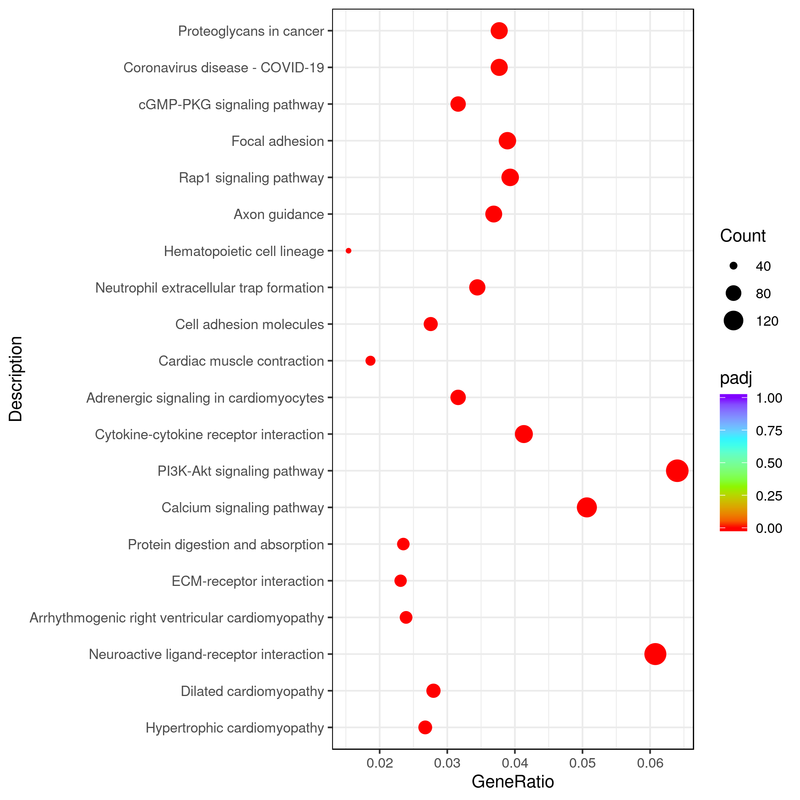 Description
Proteoglycans in cancer
Coronavirus disease - COVID-19
cGMP-PKG signaling pathway
Focal adhesion
Rap1 signaling pathway
Axon guidance
Hematopoietic cell lineage
Neutrophil extracellular trap formation
Cell adhesion molecules
Cardiac muscle contraction
Adrenergic signaling in cardiomyocytes
Cytokine-cytokine receptor interaction
PI3K-Akt signaling pathway
Calcium signaling pathway
Protein digestion and absorption
ECM-receptor interaction
Arrhythmogenic right ventricular cardiomyopathy
Neuroactive ligand-receptor interaction
Dilated cardiomyopathy
Hypertrophic cardiomyopathy
0.02 0.03 0.04 0.05 0.06
GeneRatio
Count
40
80
120
padj
1.00
0.75
0.50
0.25
0.00